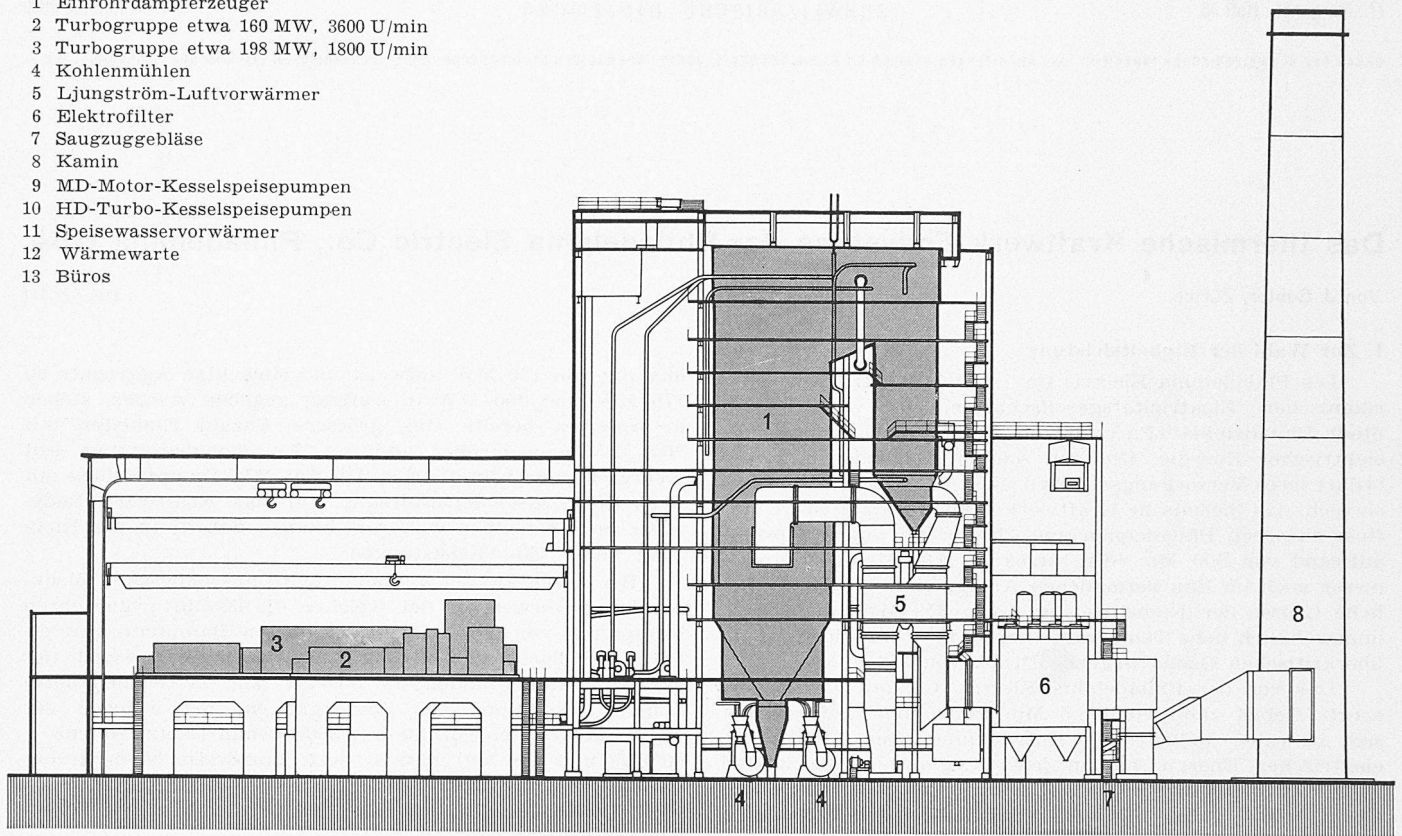 1 Einrohrdampferzeuger
2 Turbogruppe etwa 160 MW, 3600 U/min
3 Turbogruppe etwa 198 MW, 1800 U/min
4 Kohlenmühlen
5 Ljungström-Luftvorwärmer
6 Elektrofilter
7 Saugzuggebläse
8 Kamin
9 MD-Motor-Kesselspeisepumpen
10 HD-Turbo-Kesselspeisepumpen
11 Speisewasservorwärmer
12 Wärmewarte
13 Büros
1
5
8
3
2
6
4
4
7